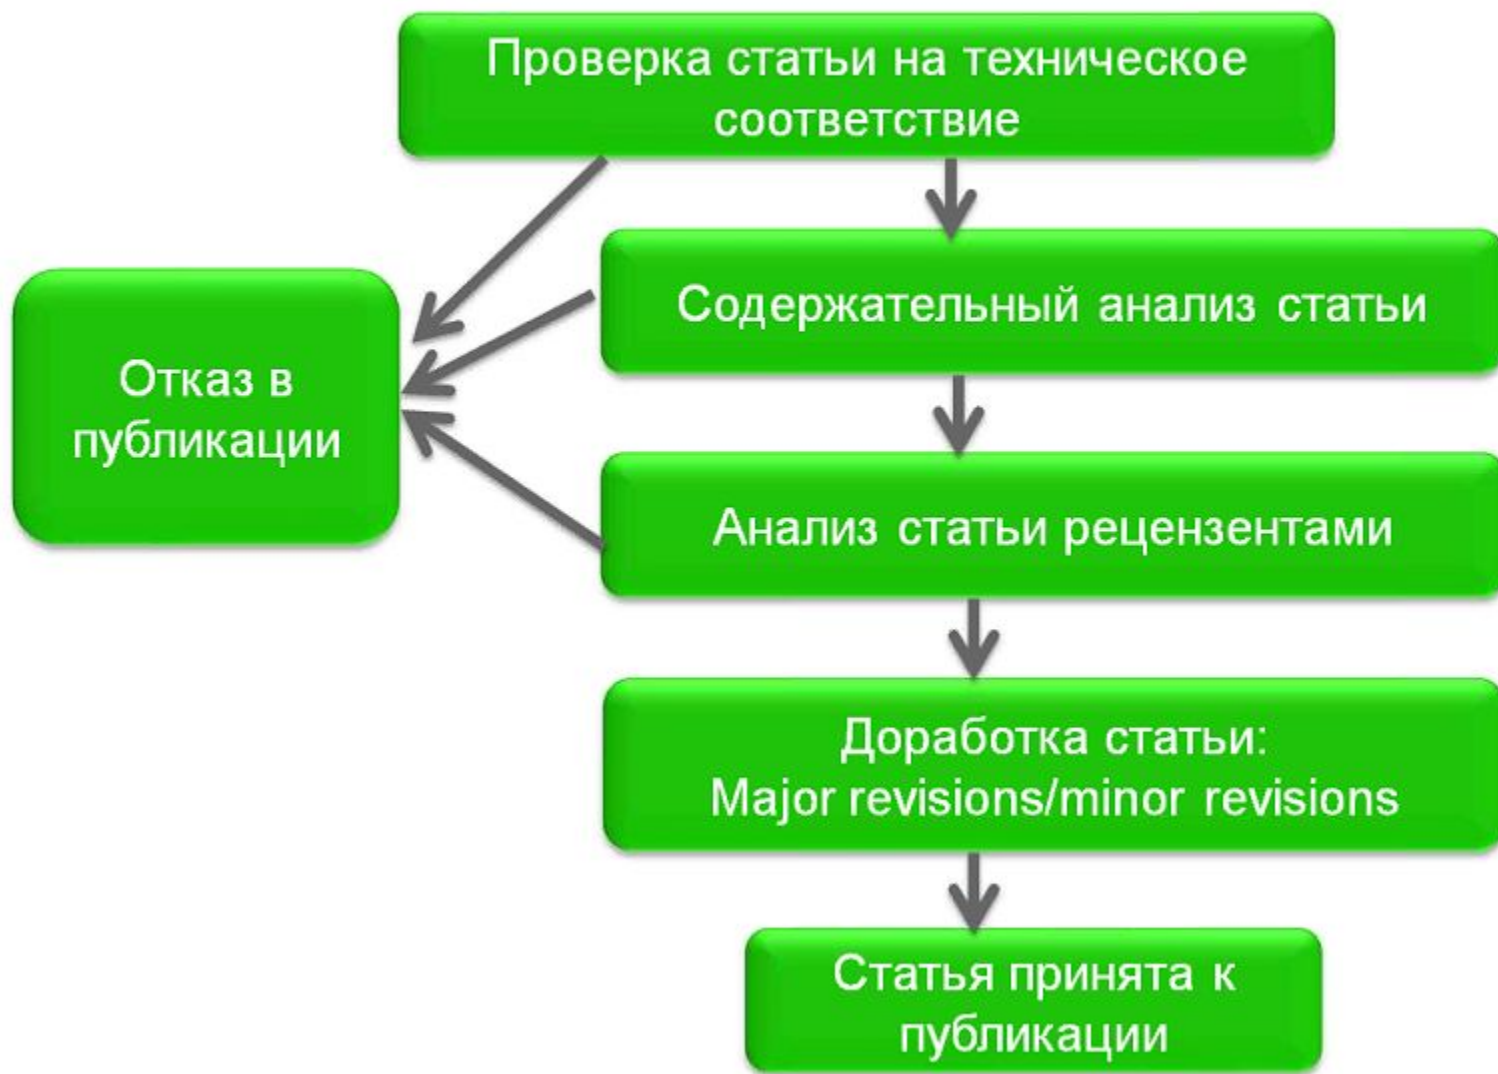 Проверка статьи на техническое
соответствие
Содержательный анализ статьи
Отказ в
публикации
Анализ статьи рецензентами
Доработка статьи:
Major revisions/minor revisions
Статья принята к
публикации